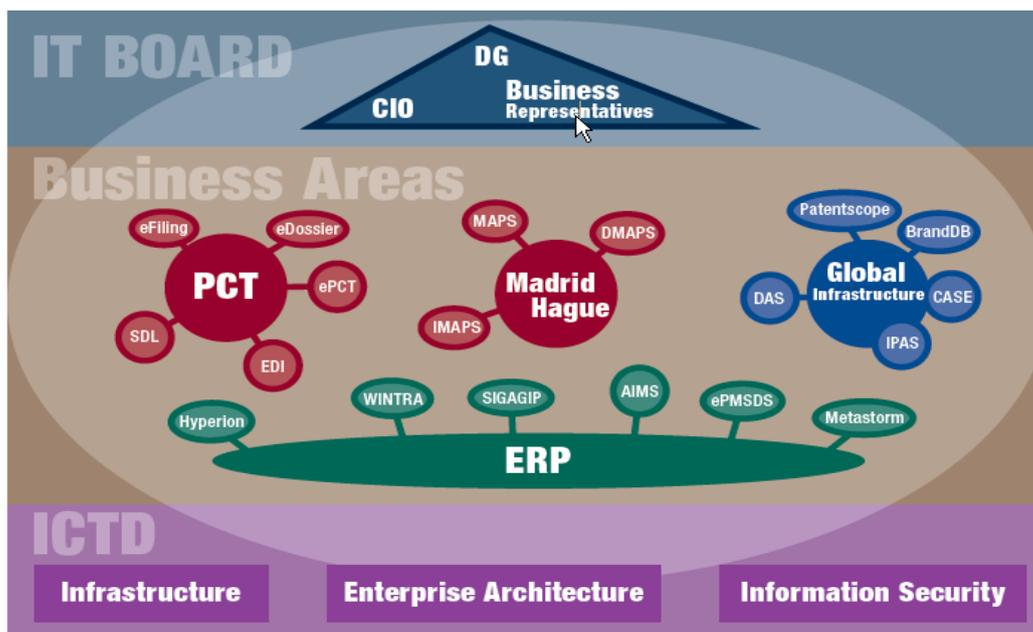 IT BOARD
DG
Business
CIO
Representatives
Business Areas
eFiling
eDossier
PCT
ePCT
SDL
EDI
MAPS
DMAPS
Madrid
Hague
IMAPS
Patentscope
BrandDB
Global
Infrastructure
DAS
CASE
IPAS
Hyperion
WINTRA
SIGAGIP
AIMS
ePMSDS
Metastorm
ERP
ICTD
Infrastructure
Enterprise Architecture
Information Security